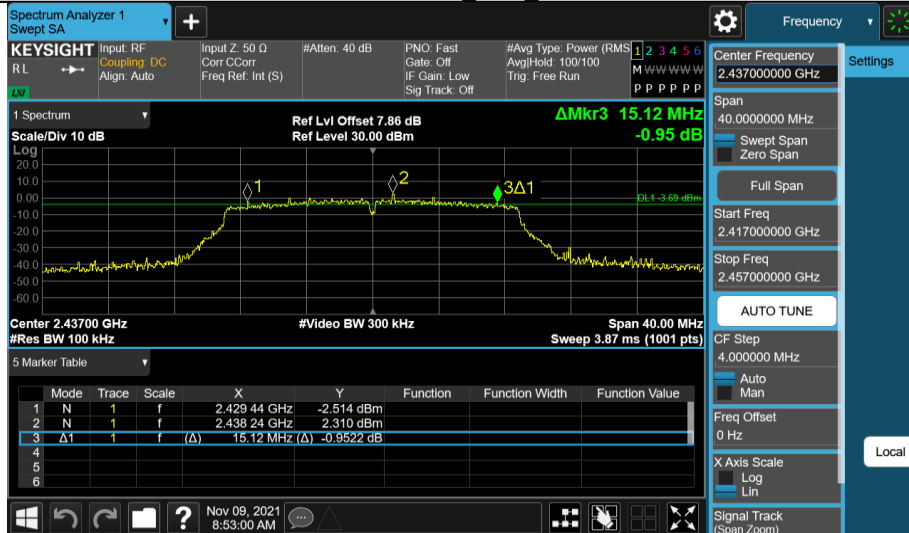 Spectrum Analyzer 1
Swept SA
+
Frequency
KEYSIGHT
RL
LXI
Input: RF
Coupling: DC
Align: Auto
Input Z: 50 Ω
Corr CCorr
Freq Ref: Int (S)
#Atten: 40 dB
PNO: Fast
Gate: Off
IF Gain: Low
Sig Track: Off
#Avg Type: Power (RMS
Avg|Hold: 100/100
Trig: Free Run
1 2 3 4 5 6
M W W W W W
P P P P P P
1 Spectrum
Scale/Div 10 dB
Ref Lvl Offset 7.86 dB
Ref Level 30.00 dBm
ΔMkr3 15.12 MHz
-0.95 dB
Log
20.0
10.0
0.00
-10.0
-20.0
-30.0
-40.0
-50.0
-60.0
1
2
3Δ1
DL1 -3.69 dBm
Center 2.43700 GHz
#Res BW 100 kHz
#Video BW 300 kHz
Span 40.00 MHz
Sweep 3.87 ms (1001 pts)
5 Marker Table
Mode Trace Scale X Y Function Function Width Function Value
1 N 1 f 2.429 44 GHz -2.514 dBm
2 N 1 f 2.438 24 GHz 2.310 dBm
3 Δ1 1 f (Δ) 15.12 MHz (Δ) -0.9522 dB
4
5
6
?
Nov 09, 2021
8:53:00 AM
Center Frequency
2.437000000 GHz
Span
40.0000000 MHz
Swept Span
Zero Span
Full Span
Start Freq
2.417000000 GHz
Stop Freq
2.457000000 GHz
AUTO TUNE
CF Step
4.000000 MHz
Auto
Man
Freq Offset
0 Hz
X Axis Scale
Log
Lin
Signal Track
(Span Zoom)
Settings
Local